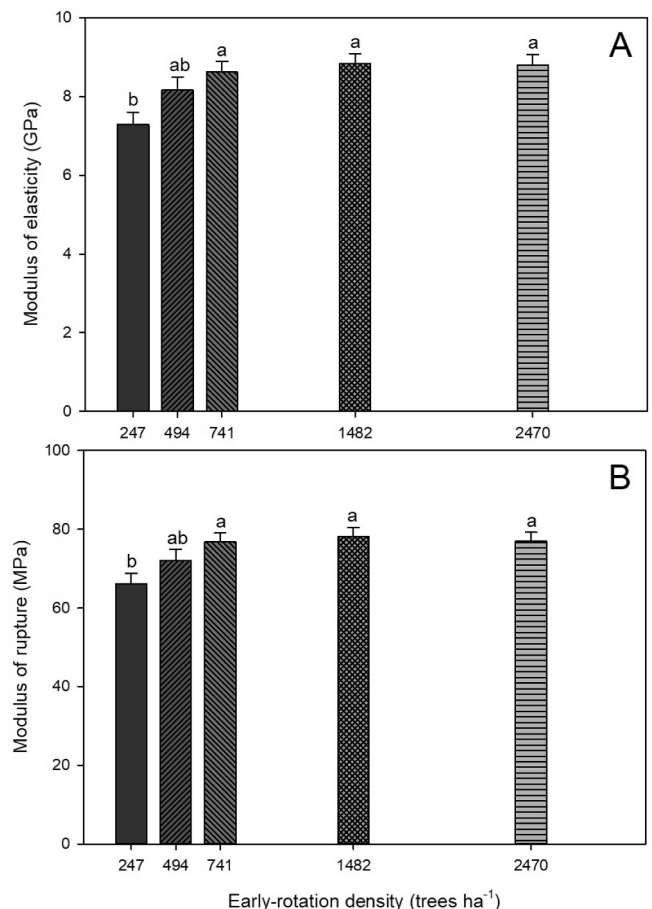 A
Modulus of elasticity (GPa)
10
8
6
4
2
0
b
ab
a
a
a
247
494
741
1482
2470
B
Modulus of rupture (MPa)
100
80
60
40
20
0
b
ab
a
a
a
247
494
741
1482
2470
Early-rotation density (trees ha⁻¹)